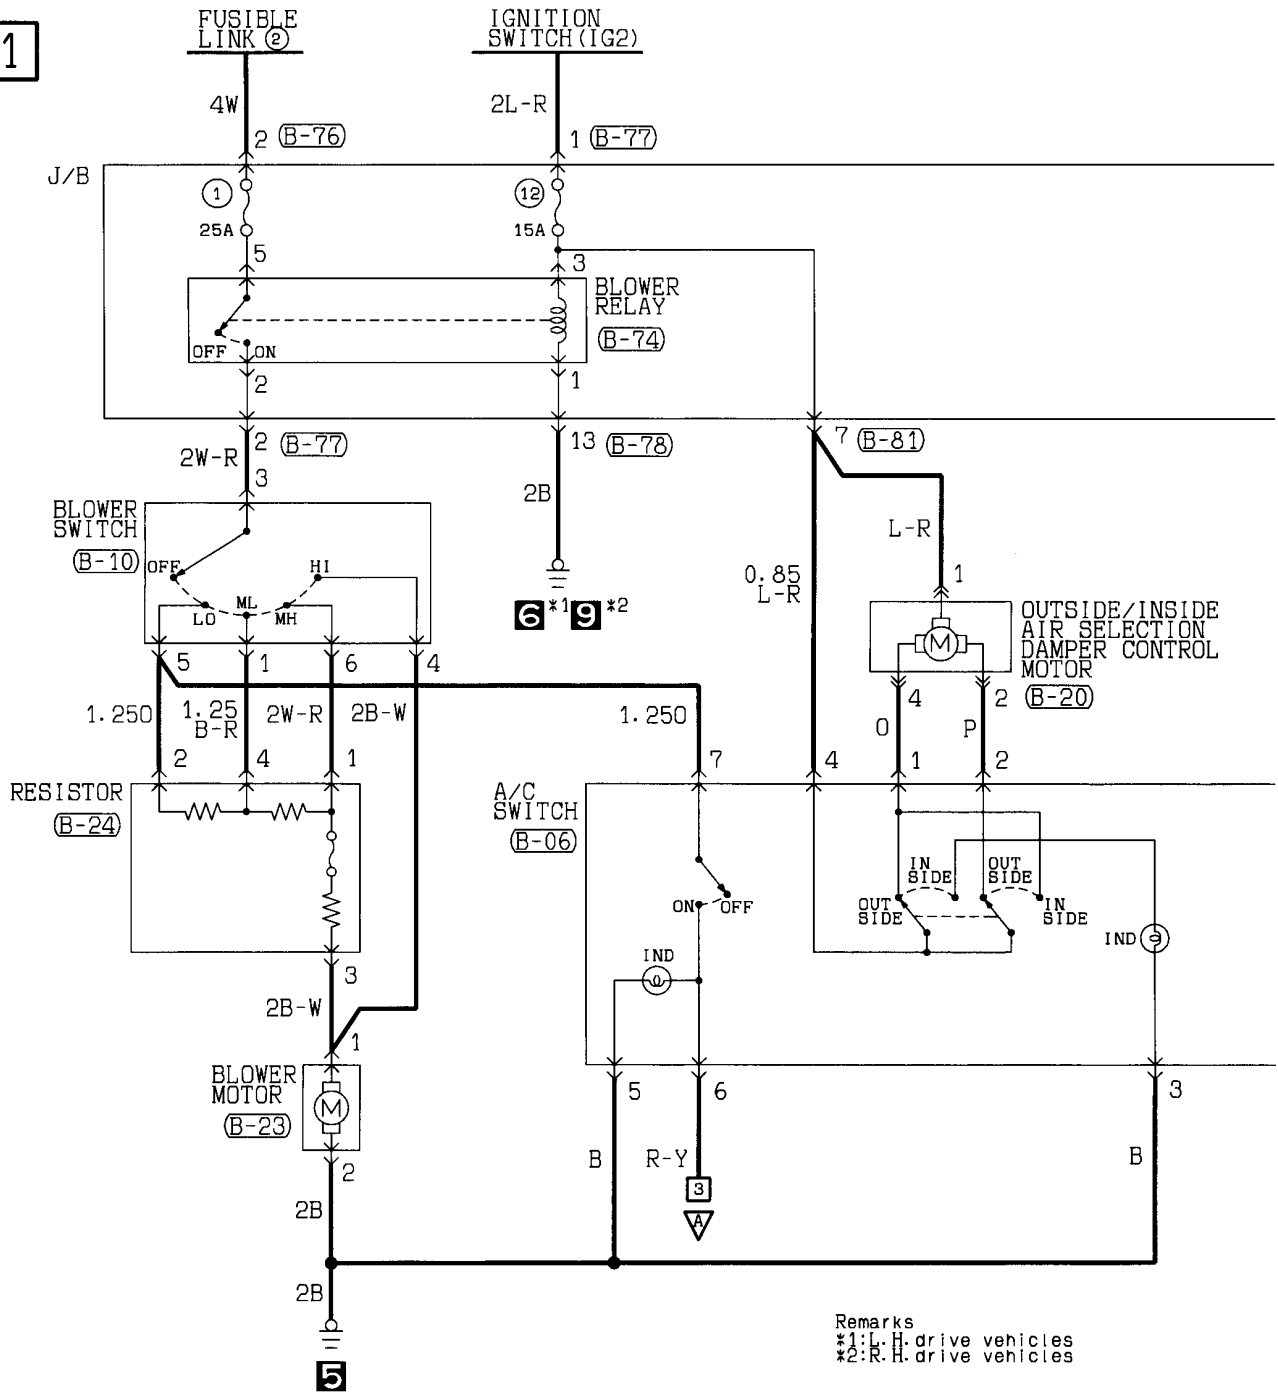 1
FUSIBLE
LINK ②
IGNITION
SWITCH(IG2)
4W
2L-R
2 B-76
1 B-77
J/B
1
12
25A
15A
5
3
BLOWER
RELAY
B-74
OFF ON
2
1
2 B-77
13 B-78
7 B-81
2W-R
3
2B
L-R
BLOWER
SWITCH
B-10
OFF
HI
LO
ML
MH
0.85
L-R
1
6 *1 9 *2
OUTSIDE/INSIDE
AIR SELECTION
DAMPER CONTROL
MOTOR
B-20
M
5
1
6
4
4
2
1.250
1.25
B-R
2W-R
2B-W
1.250
O
P
2
4
1
7
4
1
2
RESISTOR
B-24
A/C
SWITCH
B-06
IN
SIDE
OUT
SIDE
ON
OFF
OUT
SIDE
IN
SIDE
IND
IND
3
2B-W
1
BLOWER
MOTOR
B-23
M
5
6
3
2
B
R-Y
B
3
A
2B
2B
5
Remarks
*1:L.H.drive vehicles
*2:R.H.drive vehicles